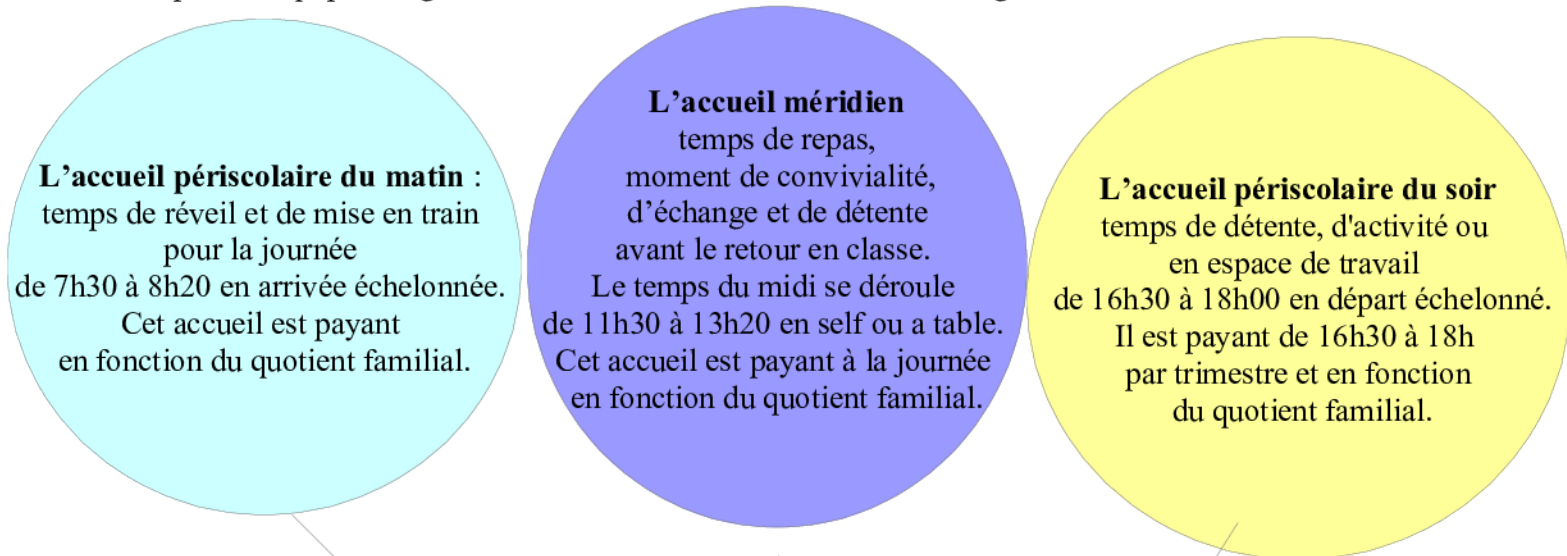 L'accueil périscolaire du matin :
temps de réveil et de mise en train
pour la journée
de 7h30 à 8h20 en arrivée échelonnée.
Cet accueil est payant
en fonction du quotient familial.
L'accueil méridien
temps de repas,
moment de convivialité,
d'échange et de détente
avant le retour en classe.
Le temps du midi se déroule
de 11h30 à 13h20 en self ou a table.
Cet accueil est payant à la journée
en fonction du quotient familial.
L'accueil périscolaire du soir
temps de détente, d'activité ou
en espace de travail
de 16h30 à 18h00 en départ échelonné.
Il est payant de 16h30 à 18h
par trimestre et en fonction
du quotient familial.